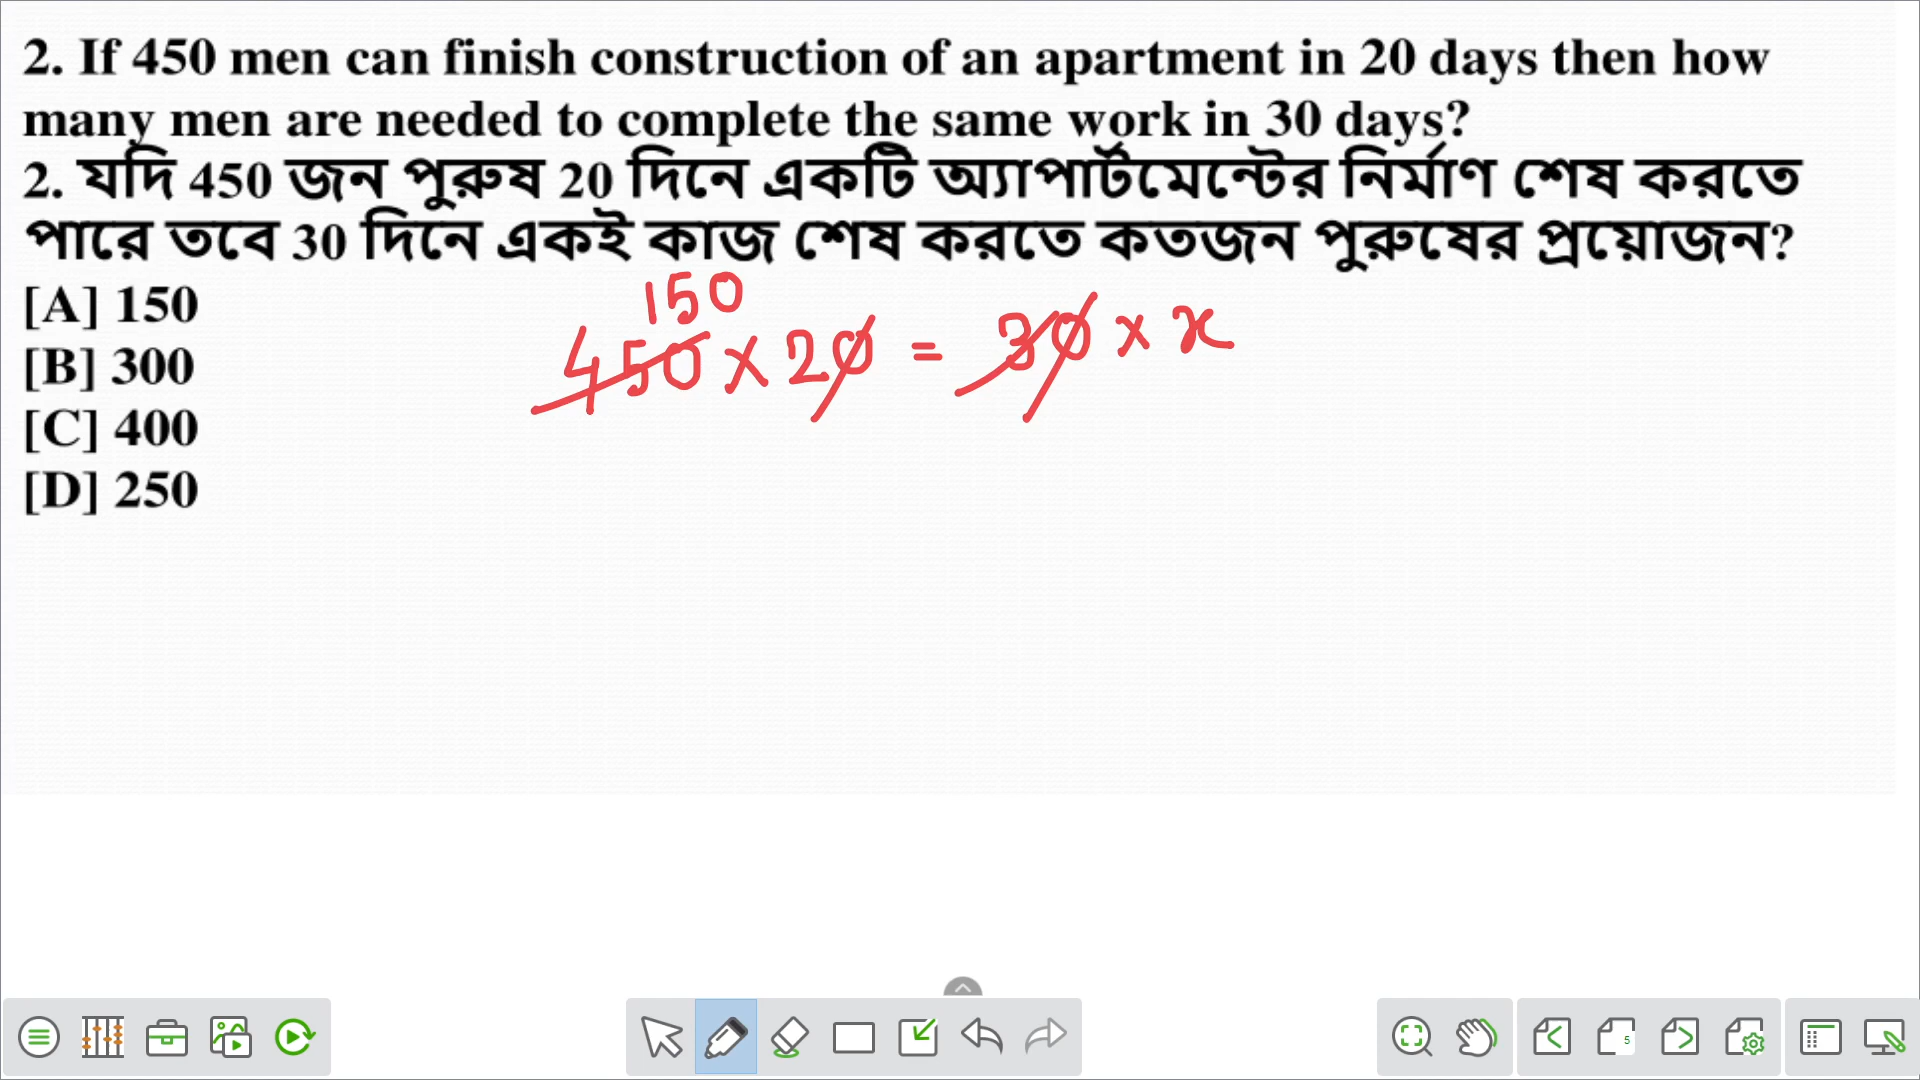 2. If 450 men can finish construction of an apartment in 20 days then how
many men are needed to complete the same work in 30 days?
2. যদি 450 জন পুরুষ 20 দিনে একটি অ্যাপার্টমেন্টের নির্মাণ শেষ করতে
পারে তবে 30 দিনে একই কাজ শেষ করতে কতজন পুরুষের প্রয়োজন?
[A] 150
[B] 300
[C] 400
[D] 250
150
450 x 20 = 30 x x
5